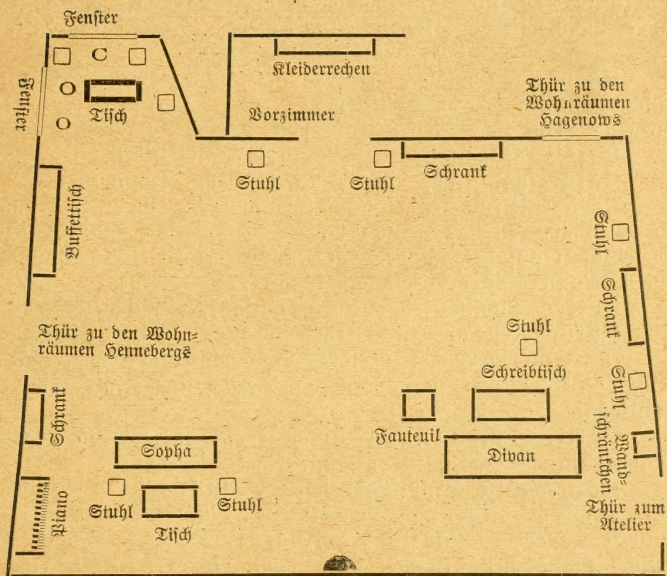 Fenſter
Fenſter
C
O
O
Tiſch
Kleiderrechen
Vorzimmer
Thür zu den
Wohnräumen
Hagenows
Stuhl
Stuhl
Schrank
Buffettiſch
Stuhl
Schrank
Thür zu den Wohn⸗
räumen Hennebergs
Stuhl
Schreibtiſch
Stuhl
Schrank
Fauteuil
Divan
Wand⸗
ſchränkchen
Sopha
Piano
Stuhl
Stuhl
Tiſch
Thür zum
Atelier